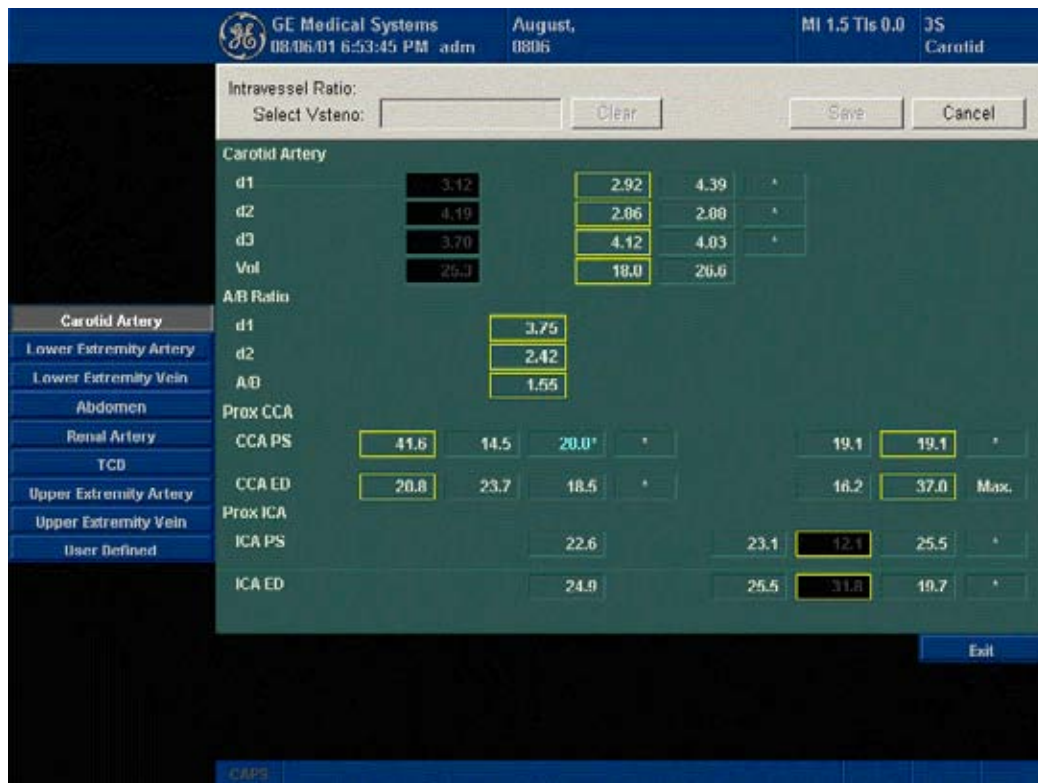 GE Medical Systems August, MI 1.5 TIs 0.0 3S
08/06/01 6:53:45 PM adm 0806 Carotid
Intravessel Ratio:
Select Vsteno: Clear Save Cancel
Carotid Artery
d1 3.12 2.92 4.39 *
d2 4.19 2.06 2.08 *
d3 3.70 4.12 4.03 *
Vol 25.3 18.0 26.6
A/B Ratio
d1 3.75
d2 2.42
A/B 1.55
Prox CCA
CCA PS 41.6 14.5 20.0* * 19.1 19.1 *
CCA ED 20.8 23.7 18.5 * 16.2 37.0 Max.
Prox ICA
ICA PS 22.6 23.1 12.1 25.5 *
ICA ED 24.9 25.5 31.8 19.7 *
Carotid Artery
Lower Extremity Artery
Lower Extremity Vein
Abdomen
Renal Artery
TCD
Upper Extremity Artery
Upper Extremity Vein
User Defined
Exit
CAPS